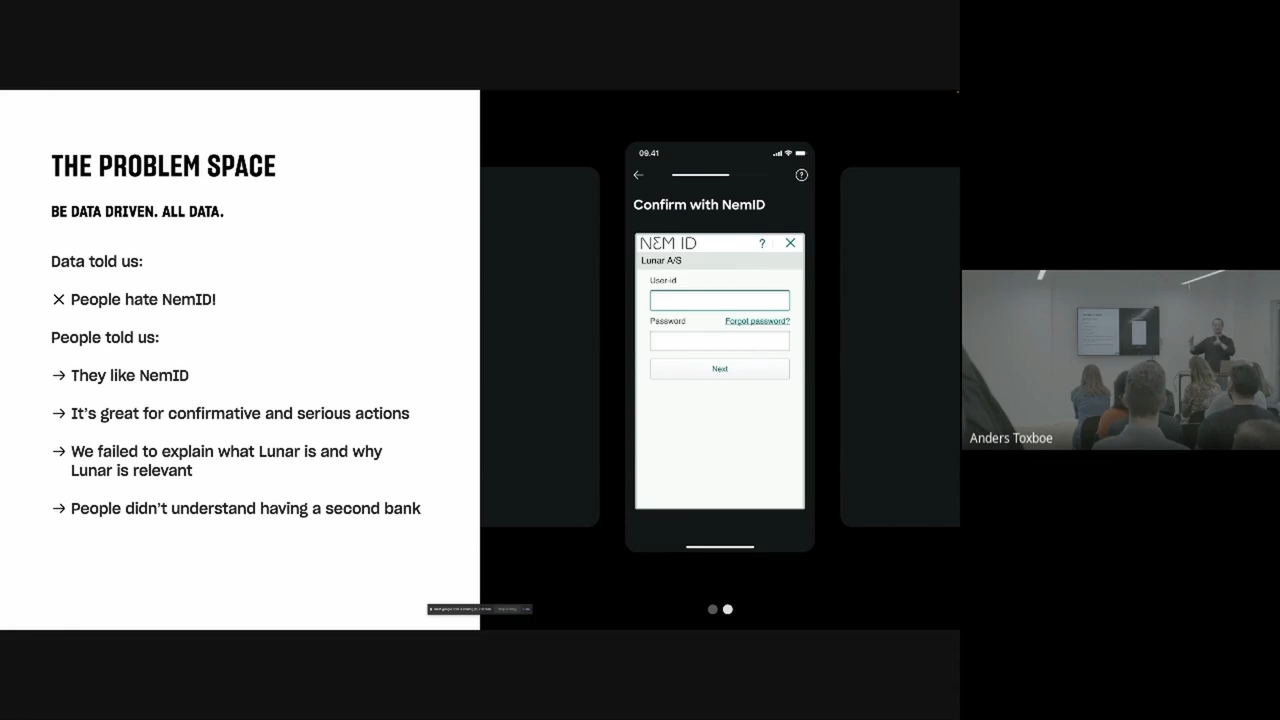 THE PROBLEM SPACE
BE DATA DRIVEN. ALL DATA.
Data told us:
× People hate NemID!
People told us:
→ They like NemID
→ It's great for confirmative and serious actions
→ We failed to explain what Lunar is and why
Lunar is relevant
→ People didn't understand having a second bank
09.41
Confirm with NemID
NEM ID ? ×
Lunar A/S
User-id
Password Forgot password?
Next
Anders Toxboe